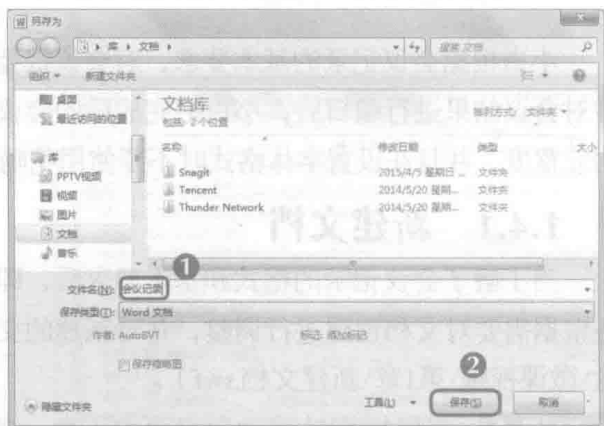 另存为
库 ▸ 文档 ▸
搜索 文档
组织 新建文件夹
桌面
最近访问的位置
库
PPTV视频
视频
图片
文档
音乐
文档库
包括: 2个位置
排列方式: 文件夹
名称 修改日期 类型 大小
Snagit 2015/4/5 星期日... 文件夹
Tencent 2014/5/20 星期... 文件夹
Thunder Network 2014/5/20 星期... 文件夹
1
文件名(N): 会议记录
保存类型(T): Word 文档
作者: AutoBVT 标记: 添加标记
保存缩略图
2
隐藏文件夹 工具(L) 保存(S) 取消